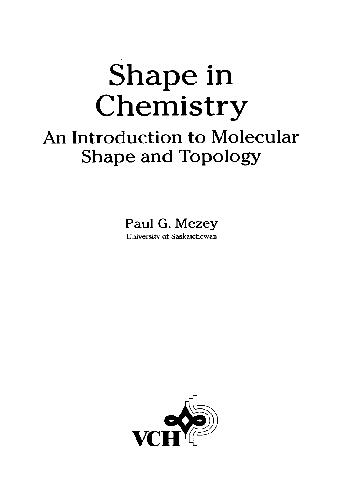 Shape in
Chemistry
An Introduction to Molecular
Shape and Topology
Paul G. Mezey
University of Saskatchewan
VCH